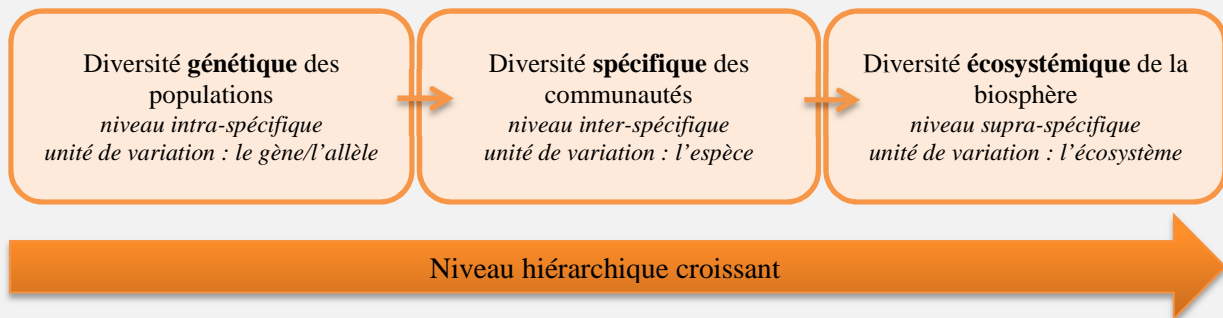 Diversité génétique des
populations
niveau intra-spécifique
unité de variation : le gène/l’allèle
Diversité spécifique des
communautés
niveau inter-spécifique
unité de variation : l’espèce
Diversité écosystémique de la
biosphère
niveau supra-spécifique
unité de variation : l’écosystème
Niveau hiérarchique croissant